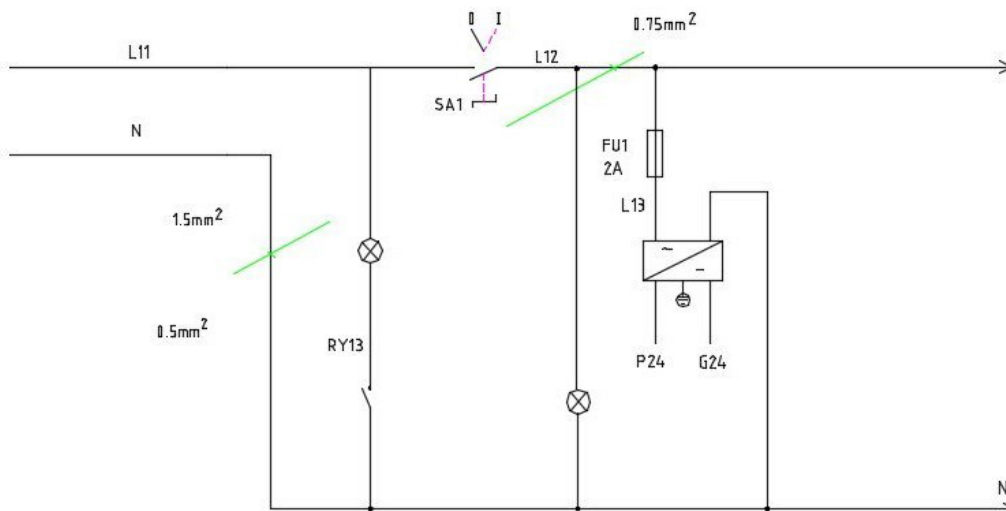 0 I
0.75mm²
L11
L12
SA1
N
FU1
2A
L13
1.5mm²
0.5mm²
RY13
P24 G24
N